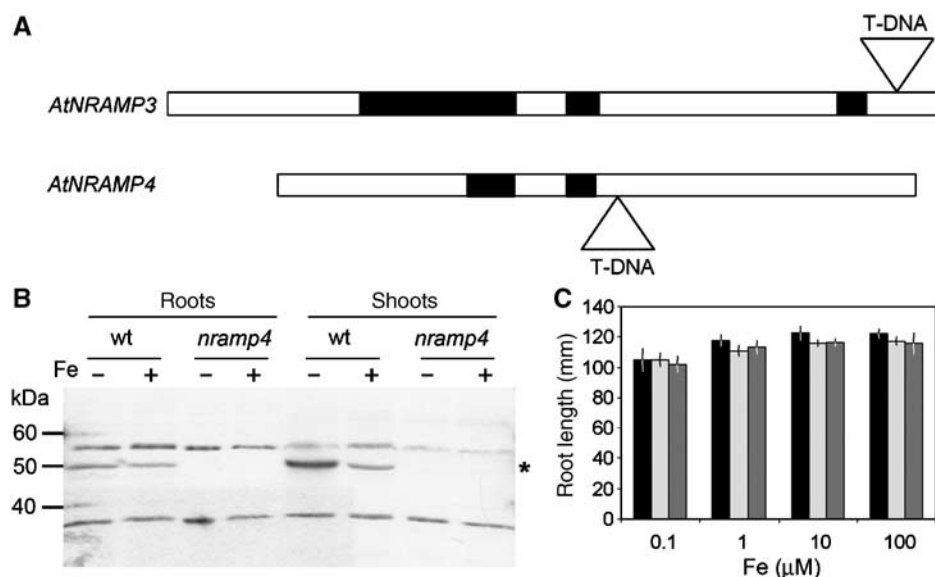 A
T-DNA
AtNRAMP3
AtNRAMP4
T-DNA
B
Roots Shoots
wt nramp4 wt nramp4
Fe − + − + − + − +
kDa
60
50 *
40
C
140
120
100
80
60
40
20
0
Root length (mm)
0.1 1 10 100
Fe (μM)